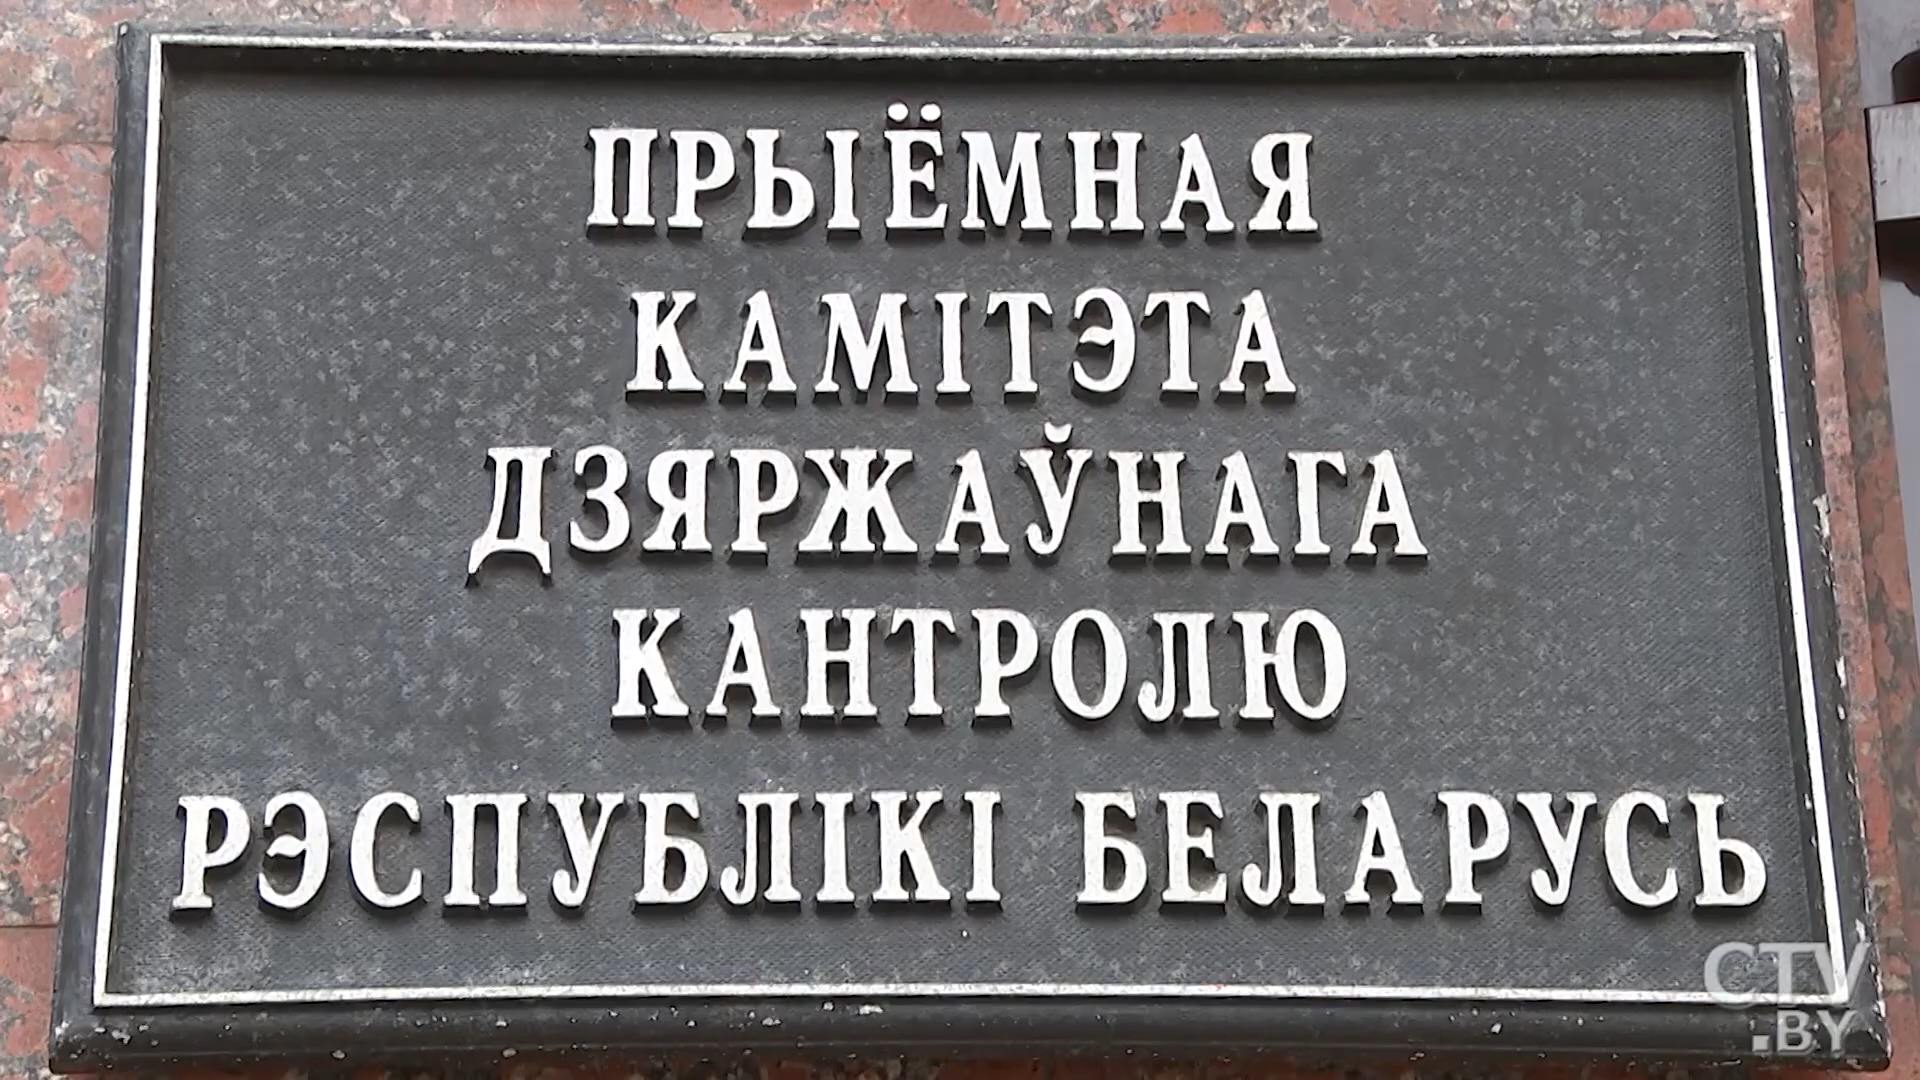 ПРЫЁМНАЯ
КАМІТЭТА
ДЗЯРЖАЎНАГА
КАНТРОЛЮ
РЭСПУБЛІКІ БЕЛАРУСЬ
CTV
.BY